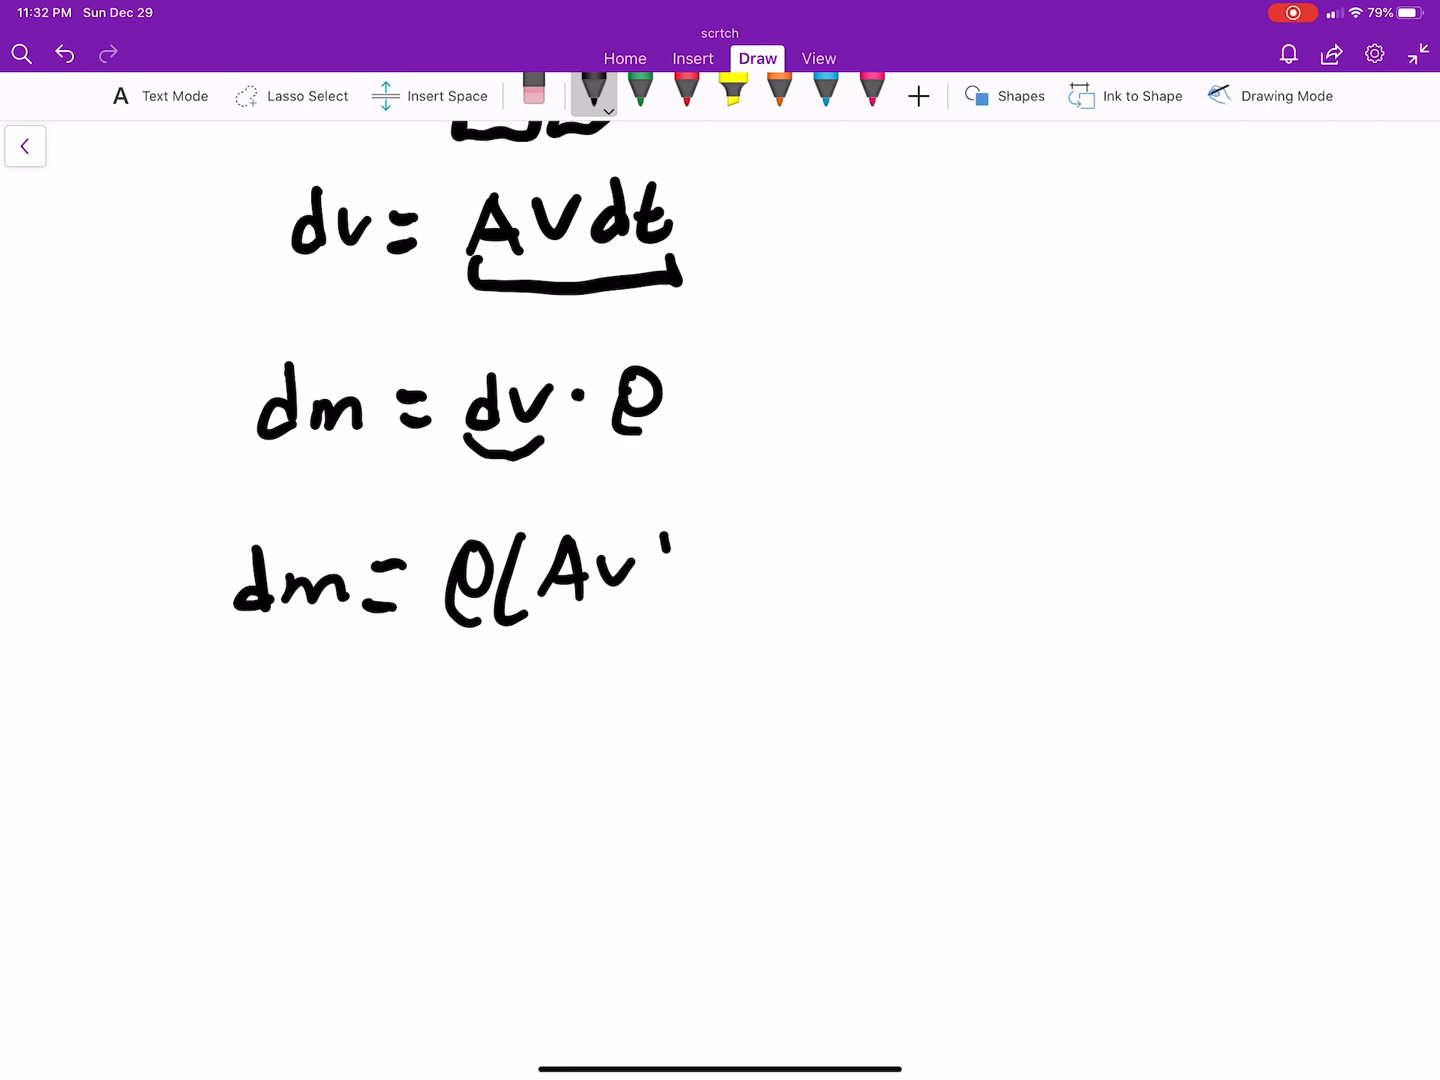 11:32 PM Sun Dec 29
79%
scrtch
Home Insert Draw View
Text Mode Lasso Select Insert Space Shapes Ink to Shape Drawing Mode
dv = AVdt
dm = dv · ρ
dm = ρ(Av '